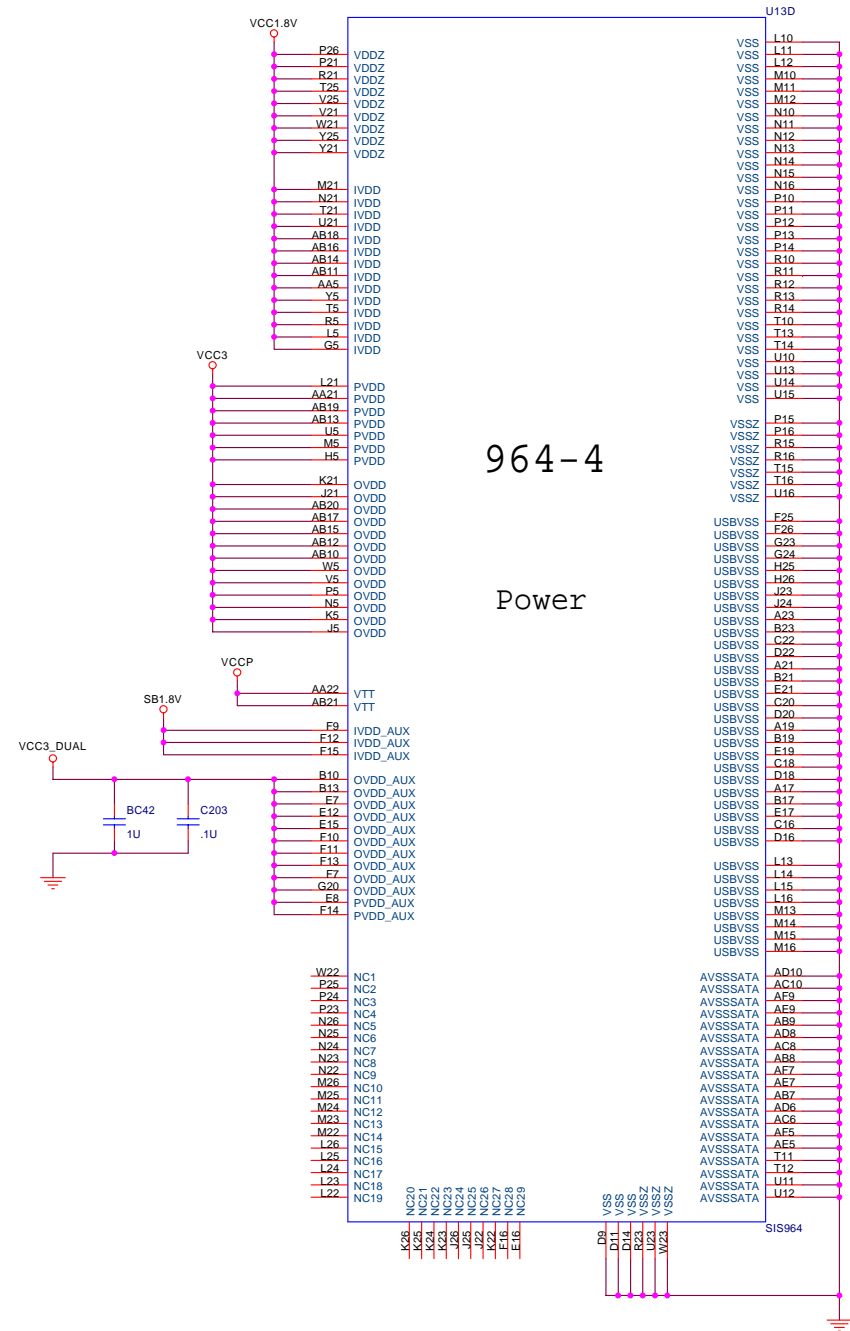 U13D
VCC1.8V
P26 VDDZ
P21 VDDZ
R21 VDDZ
T25 VDDZ
V25 VDDZ
V21 VDDZ
W21 VDDZ
Y25 VDDZ
Y21 VDDZ
M21 IVDD
N21 IVDD
T21 IVDD
U21 IVDD
AB18 IVDD
AB16 IVDD
AB14 IVDD
AB11 IVDD
AA5 IVDD
Y5 IVDD
T5 IVDD
R5 IVDD
L5 IVDD
G5 IVDD
VCC3
L21 PVDD
AA21 PVDD
AB19 PVDD
AB13 PVDD
U5 PVDD
M5 PVDD
H5 PVDD
K21 OVDD
J21 OVDD
AB20 OVDD
AB17 OVDD
AB15 OVDD
AB12 OVDD
AB10 OVDD
W5 OVDD
V5 OVDD
P5 OVDD
N5 OVDD
K5 OVDD
J5 OVDD
VCCP
AA22 VTT
AB21 VTT
SB1.8V
F9 IVDD_AUX
F12 IVDD_AUX
F15 IVDD_AUX
VCC3_DUAL
B10 OVDD_AUX
B13 OVDD_AUX
E7 OVDD_AUX
E12 OVDD_AUX
E15 OVDD_AUX
F10 OVDD_AUX
F11 OVDD_AUX
F13 OVDD_AUX
F7 OVDD_AUX
G20 OVDD_AUX
E8 PVDD_AUX
F14 PVDD_AUX
BC42
1U
C203
.1U
W22 NC1
P25 NC2
P24 NC3
P23 NC4
N26 NC5
N25 NC6
N24 NC7
N23 NC8
N22 NC9
M26 NC10
M25 NC11
M24 NC12
M23 NC13
M22 NC14
L26 NC15
L25 NC16
L24 NC17
L23 NC18
L22 NC19
964-4
Power
VSS L10
VSS L11
VSS L12
VSS M10
VSS M11
VSS M12
VSS N10
VSS N11
VSS N12
VSS N13
VSS N14
VSS N15
VSS N16
VSS P10
VSS P11
VSS P12
VSS P13
VSS P14
VSS R10
VSS R11
VSS R12
VSS R13
VSS R14
VSS T10
VSS T13
VSS T14
VSS U10
VSS U13
VSS U14
VSS U15
VSSZ P15
VSSZ P16
VSSZ R15
VSSZ R16
VSSZ T15
VSSZ T16
VSSZ U16
USBVSS F25
USBVSS F26
USBVSS G23
USBVSS G24
USBVSS H25
USBVSS H26
USBVSS J23
USBVSS J24
USBVSS A23
USBVSS B23
USBVSS C22
USBVSS D22
USBVSS A21
USBVSS B21
USBVSS E21
USBVSS C20
USBVSS D20
USBVSS A19
USBVSS B19
USBVSS E19
USBVSS C18
USBVSS D18
USBVSS A17
USBVSS B17
USBVSS E17
USBVSS C16
USBVSS D16
USBVSS L13
USBVSS L14
USBVSS L15
USBVSS L16
USBVSS M13
USBVSS M14
USBVSS M15
USBVSS M16
AVSSSATA AD10
AVSSSATA AC10
AVSSSATA AF9
AVSSSATA AE9
AVSSSATA AB9
AVSSSATA AD8
AVSSSATA AC8
AVSSSATA AB8
AVSSSATA AF7
AVSSSATA AE7
AVSSSATA AB7
AVSSSATA AD6
AVSSSATA AC6
AVSSSATA AF5
AVSSSATA AE5
AVSSSATA T11
AVSSSATA T12
AVSSSATA U11
AVSSSATA U12
NC20 K26
NC21 K25
NC22 K24
NC23 K23
NC24 J26
NC25 J25
NC26 J22
NC27 K22
NC28 F16
NC29 E16
VSS D9
VSS D11
VSS D14
VSSZ R23
VSSZ U23
VSSZ W23
SIS964